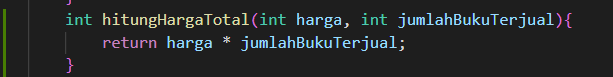 int hitungHargaTotal(int harga, int jumlahBukuTerjual){
return harga * jumlahBukuTerjual;
}